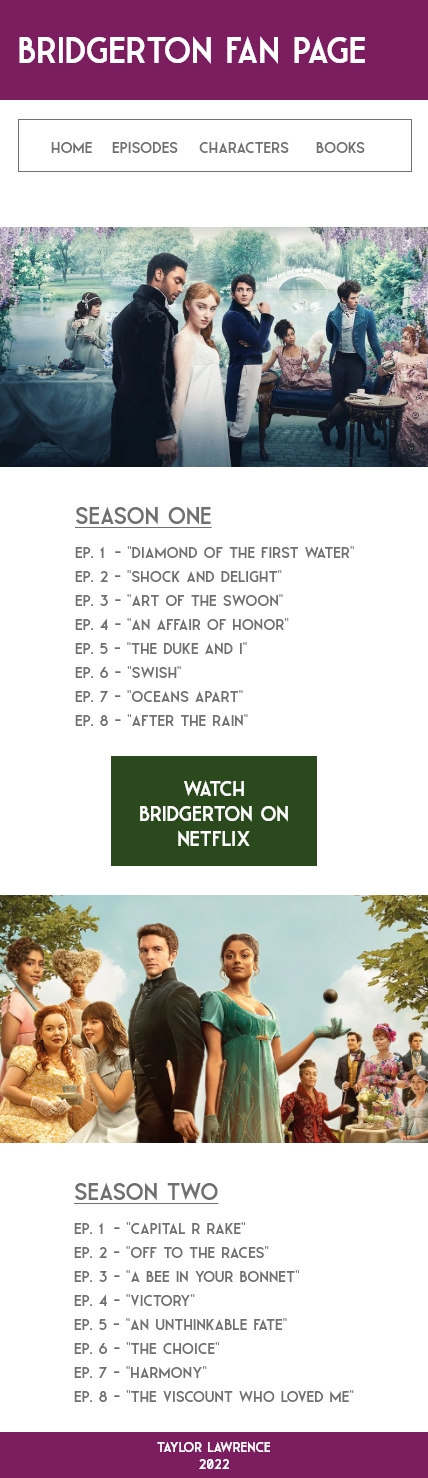 BRIDGERTON FAN PAGE
HOME EPISODES CHARACTERS BOOKS
SEASON ONE
EP. 1 - "DIAMOND OF THE FIRST WATER"
EP. 2 - "SHOCK AND DELIGHT"
EP. 3 - "ART OF THE SWOON"
EP. 4 - "AN AFFAIR OF HONOR"
EP. 5 - "THE DUKE AND I"
EP. 6 - "SWISH"
EP. 7 - "OCEANS APART"
EP. 8 - "AFTER THE RAIN"
WATCH
BRIDGERTON ON
NETFLIX
SEASON TWO
EP. 1 - "CAPITAL R RAKE"
EP. 2 - "OFF TO THE RACES"
EP. 3 - "A BEE IN YOUR BONNET"
EP. 4 - "VICTORY"
EP. 5 - "AN UNTHINKABLE FATE"
EP. 6 - "THE CHOICE"
EP. 7 - "HARMONY"
EP. 8 - "THE VISCOUNT WHO LOVED ME"
TAYLOR LAWRENCE
2022